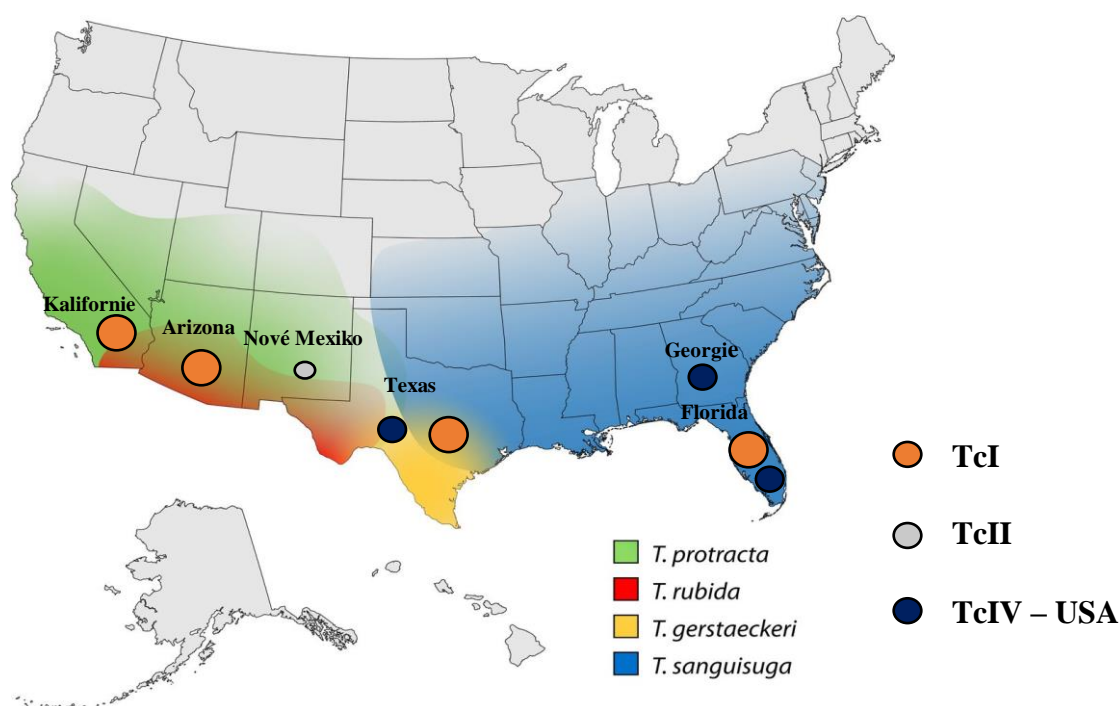 Kalifornie
Arizona
Nové Mexiko
Texas
Georgie
Florida
TcI
TcII
TcIV – USA
T. protracta
T. rubida
T. gerstaeckeri
T. sanguisuga